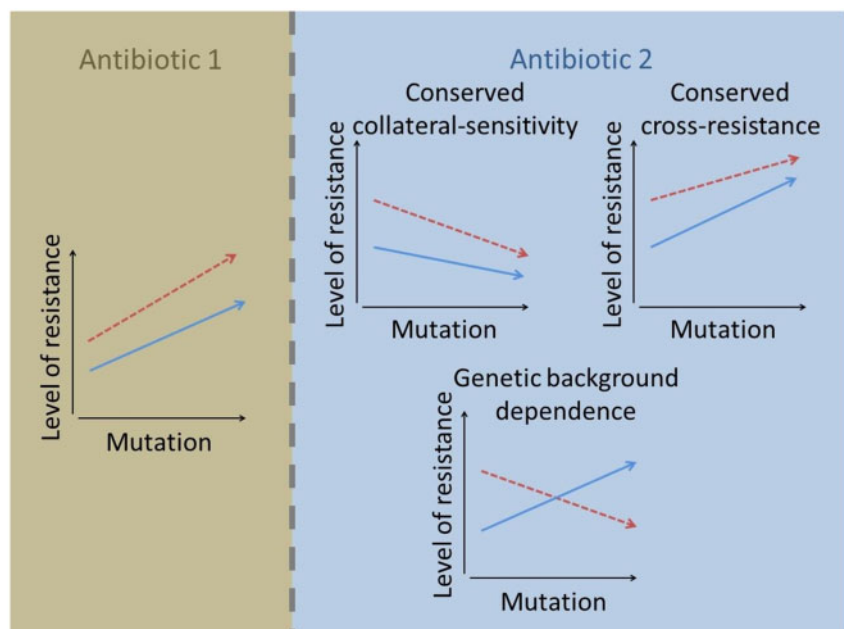 Antibiotic 1
Level of resistance
Mutation
Antibiotic 2
Conserved
collateral-sensitivity
Level of resistance
Mutation
Conserved
cross-resistance
Level of resistance
Mutation
Genetic background
dependence
Level of resistance
Mutation